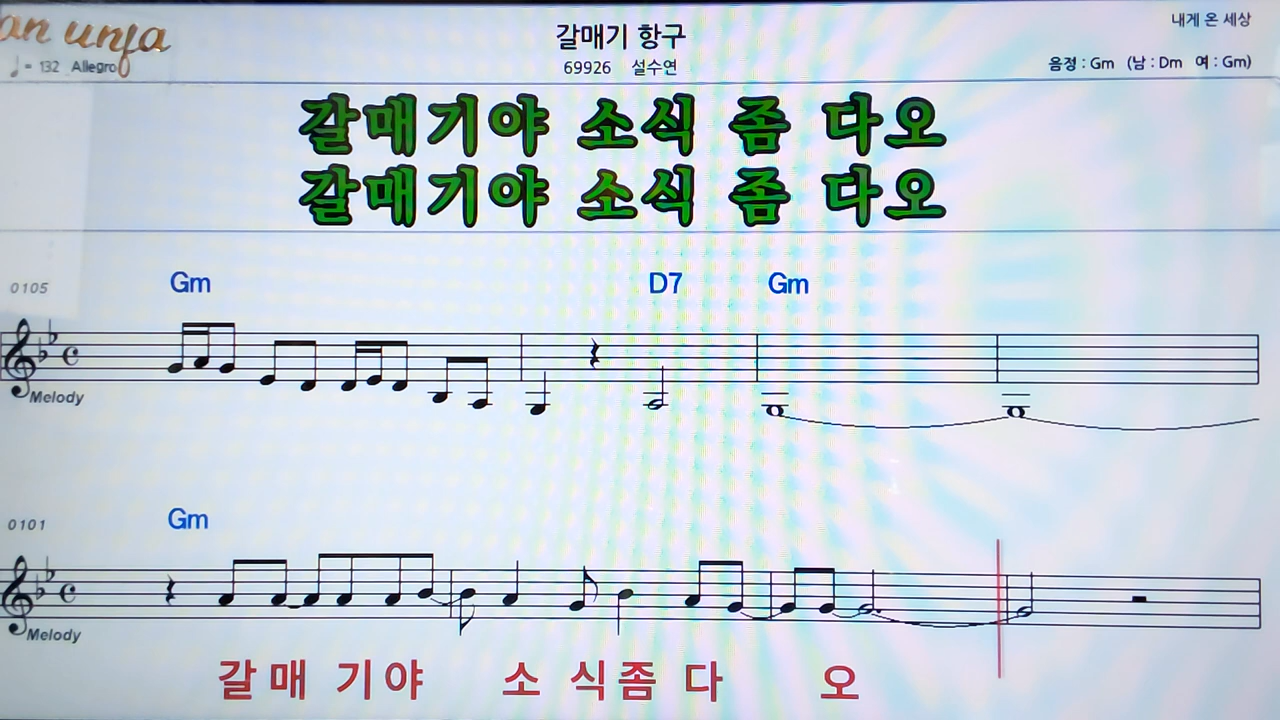 an unja
내게 온 세상
갈매기 항구
♩= 132 Allegro
69926 설수연
음정 : Gm (남 : Dm 여 : Gm)
갈매기야 소식 좀 다오
갈매기야 소식 좀 다오
0105 Gm D7 Gm
Melody
0101 Gm
Melody
갈 매 기야 소 식좀 다 오